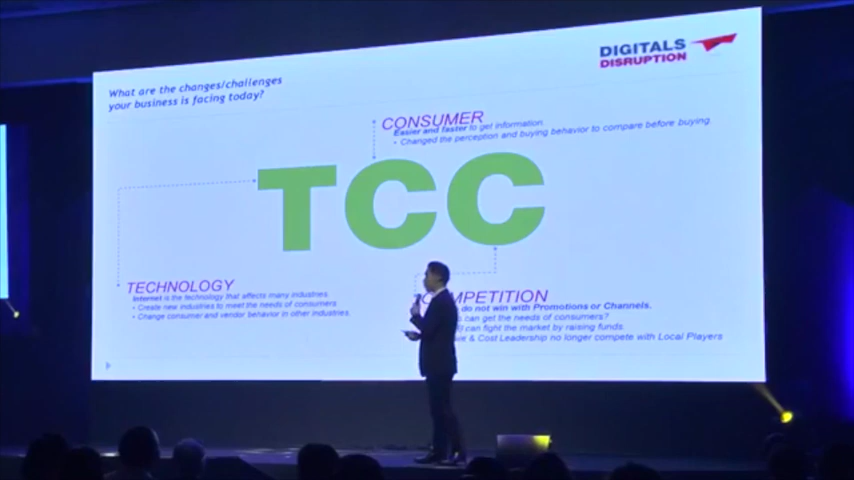 What are the changes/challenges
your business is facing today?
DIGITALS
DISRUPTION
CONSUMER
Easier and faster to get information.
• Changed the perception and buying behavior to compare before buying.
TCC
TECHNOLOGY
Internet is the technology that affects many industries.
• Create new industries to meet the needs of consumers.
• Change consumer and vendor behavior in other industries.
MPETITION
do not win with Promotions or Channels.
can get the needs of consumers?
can fight the market by raising funds.
& Cost Leadership no longer compete with Local Players